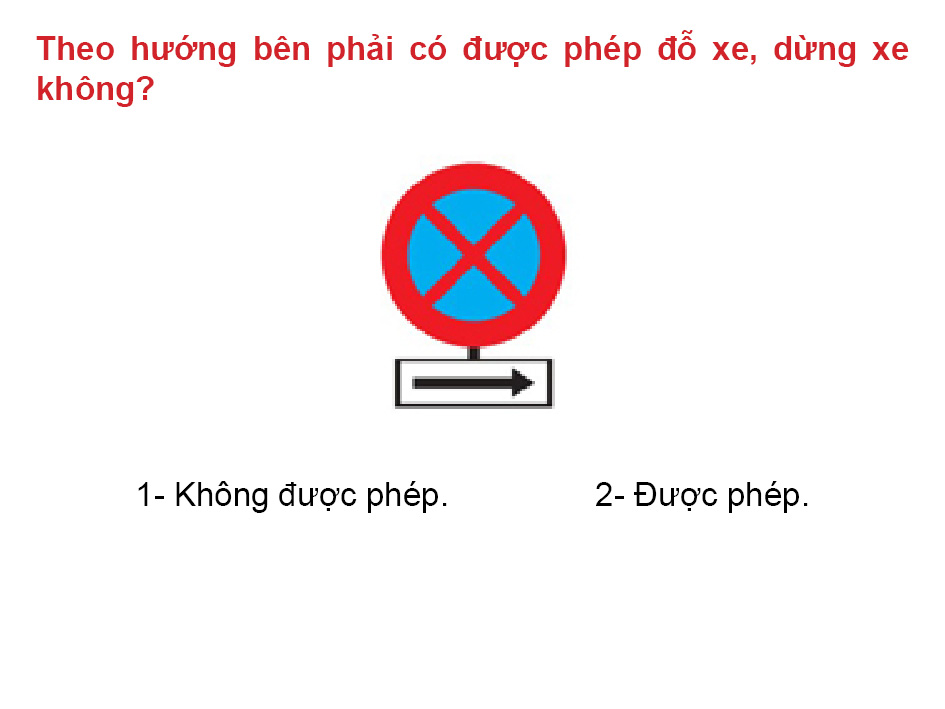 Theo hướng bên phải có được phép đỗ xe, dừng xe
không?
1- Không được phép. 2- Được phép.